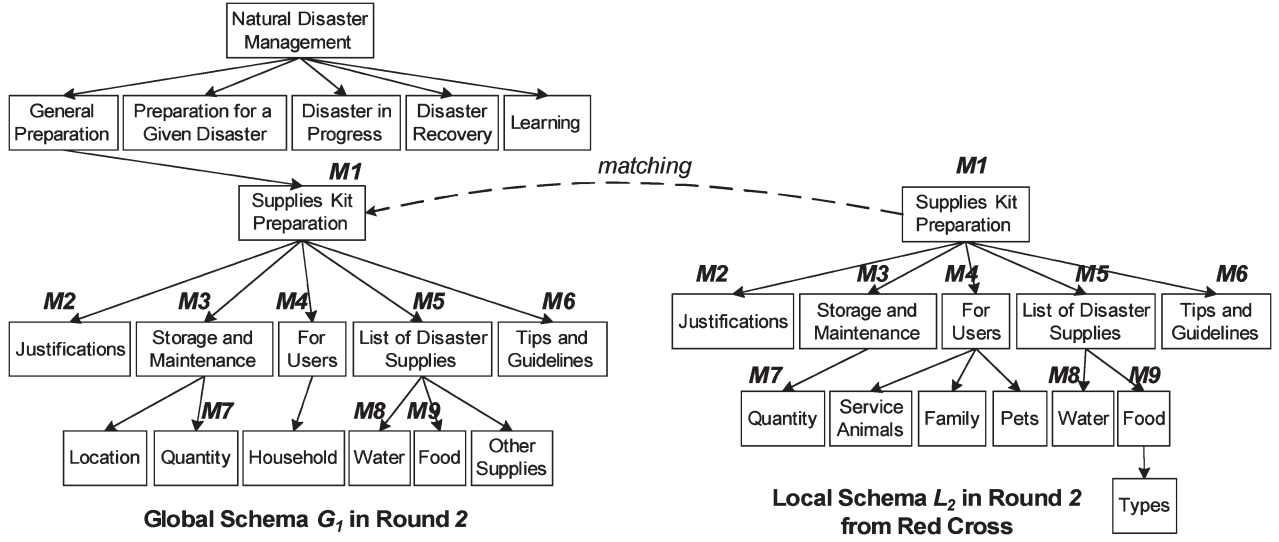 Natural Disaster
Management
General
Preparation
Preparation for a
Given Disaster
Disaster in
Progress
Disaster
Recovery
Learning
M1
Supplies Kit
Preparation
matching
M1
Supplies Kit
Preparation
M2
M3
M4
M5
M6
Justifications
Storage and
Maintenance
For
Users
List of Disaster
Supplies
Tips and
Guidelines
M7
M8
M9
Location
Quantity
Household
Water
Food
Other
Supplies
Global Schema G1 in Round 2
M2
M3
M4
M5
M6
Justifications
Storage and
Maintenance
For
Users
List of Disaster
Supplies
Tips and
Guidelines
M7
M8
M9
Quantity
Service
Animals
Family
Pets
Water
Food
Types
Local Schema L2 in Round 2
from Red Cross